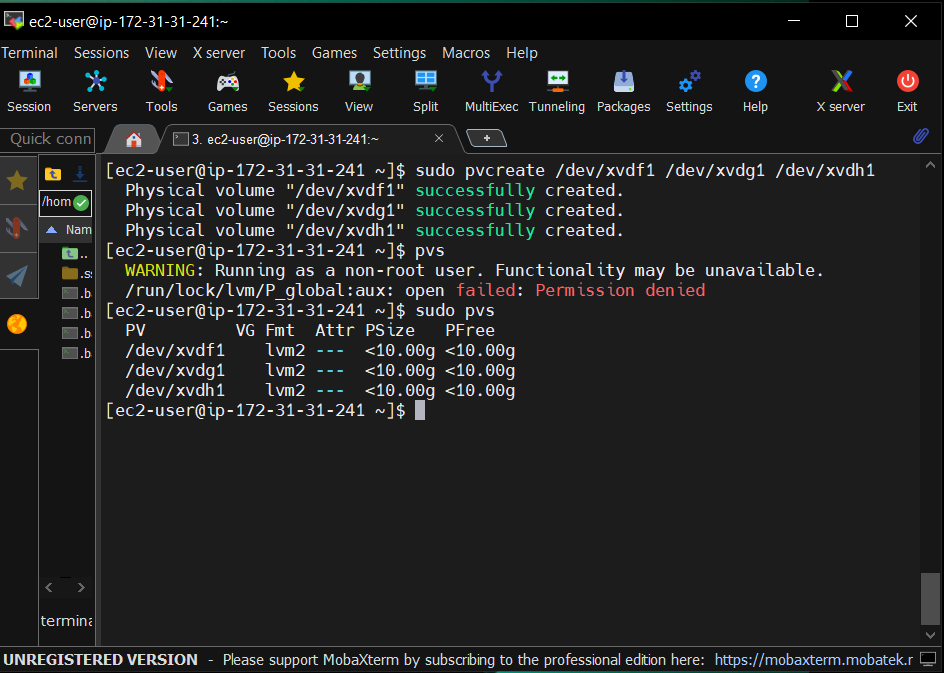 ec2-user@ip-172-31-31-241:~
Terminal Sessions View X server Tools Games Settings Macros Help
Session Servers Tools Games Sessions View Split MultiExec Tunneling Packages Settings Help X server Exit
Quick conn
3. ec2-user@ip-172-31-31-241:~
/hom
Nam
..
.ss
.b
.b
.b
.b
termina
[ec2-user@ip-172-31-31-241 ~]$ sudo pvcreate /dev/xvdf1 /dev/xvdg1 /dev/xvdh1
Physical volume "/dev/xvdf1" successfully created.
Physical volume "/dev/xvdg1" successfully created.
Physical volume "/dev/xvdh1" successfully created.
[ec2-user@ip-172-31-31-241 ~]$ pvs
WARNING: Running as a non-root user. Functionality may be unavailable.
/run/lock/lvm/P_global:aux: open failed: Permission denied
[ec2-user@ip-172-31-31-241 ~]$ sudo pvs
PV VG Fmt Attr PSize PFree
/dev/xvdf1 lvm2 --- <10.00g <10.00g
/dev/xvdg1 lvm2 --- <10.00g <10.00g
/dev/xvdh1 lvm2 --- <10.00g <10.00g
[ec2-user@ip-172-31-31-241 ~]$
UNREGISTERED VERSION - Please support MobaXterm by subscribing to the professional edition here: https://mobaxterm.mobatek.r